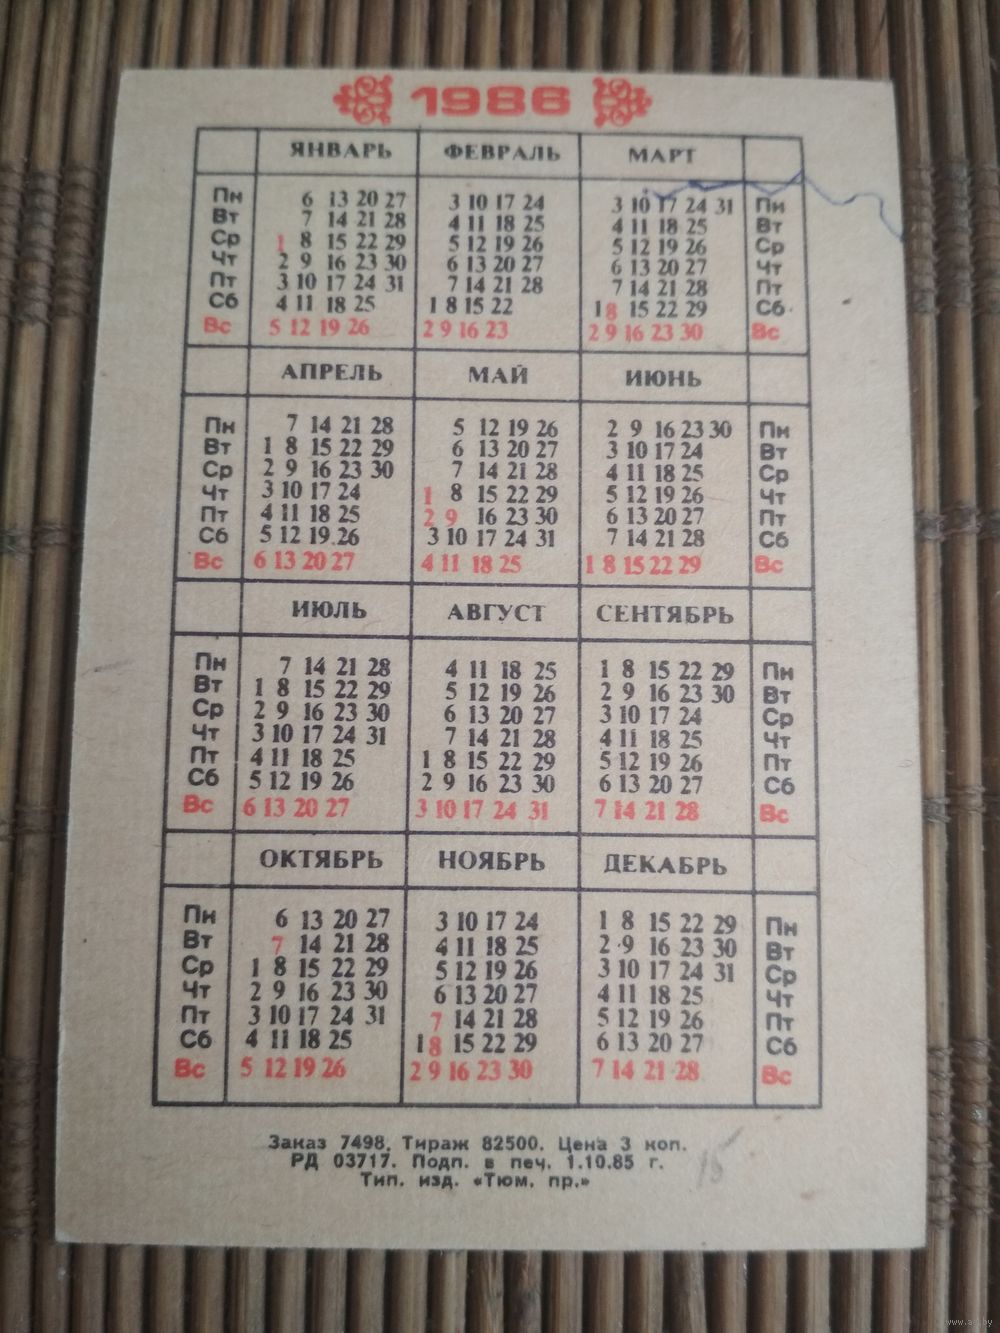 1986
ЯНВАРЬ ФЕВРАЛЬ МАРТ
Пн 6 13 20 27 3 10 17 24 3 10 17 24 31 Пн
Вт 7 14 21 28 4 11 18 25 4 11 18 25 Вт
Ср 1 8 15 22 29 5 12 19 26 5 12 19 26 Ср
Чт 2 9 16 23 30 6 13 20 27 6 13 20 27 Чт
Пт 3 10 17 24 31 7 14 21 28 7 14 21 28 Пт
Сб 4 11 18 25 1 8 15 22 1 8 15 22 29 Сб
Вс 5 12 19 26 2 9 16 23 2 9 16 23 30 Вс
АПРЕЛЬ МАЙ ИЮНЬ
Пн 7 14 21 28 5 12 19 26 2 9 16 23 30 Пн
Вт 1 8 15 22 29 6 13 20 27 3 10 17 24 Вт
Ср 2 9 16 23 30 7 14 21 28 4 11 18 25 Ср
Чт 3 10 17 24 1 8 15 22 29 5 12 19 26 Чт
Пт 4 11 18 25 2 9 16 23 30 6 13 20 27 Пт
Сб 5 12 19 26 3 10 17 24 31 7 14 21 28 Сб
Вс 6 13 20 27 4 11 18 25 1 8 15 22 29 Вс
ИЮЛЬ АВГУСТ СЕНТЯБРЬ
Пн 7 14 21 28 4 11 18 25 1 8 15 22 29 Пн
Вт 1 8 15 22 29 5 12 19 26 2 9 16 23 30 Вт
Ср 2 9 16 23 30 6 13 20 27 3 10 17 24 Ср
Чт 3 10 17 24 31 7 14 21 28 4 11 18 25 Чт
Пт 4 11 18 25 1 8 15 22 29 5 12 19 26 Пт
Сб 5 12 19 26 2 9 16 23 30 6 13 20 27 Сб
Вс 6 13 20 27 3 10 17 24 31 7 14 21 28 Вс
ОКТЯБРЬ НОЯБРЬ ДЕКАБРЬ
Пн 6 13 20 27 3 10 17 24 1 8 15 22 29 Пн
Вт 7 14 21 28 4 11 18 25 2 9 16 23 30 Вт
Ср 1 8 15 22 29 5 12 19 26 3 10 17 24 31 Ср
Чт 2 9 16 23 30 6 13 20 27 4 11 18 25 Чт
Пт 3 10 17 24 31 7 14 21 28 5 12 19 26 Пт
Сб 4 11 18 25 1 8 15 22 29 6 13 20 27 Сб
Вс 5 12 19 26 2 9 16 23 30 7 14 21 28 Вс
Заказ 7498. Тираж 82500. Цена 3 коп.
РД 03717. Подп. в печ. 1.10.85 г.
Тип. изд. «Тюм. пр.»
15